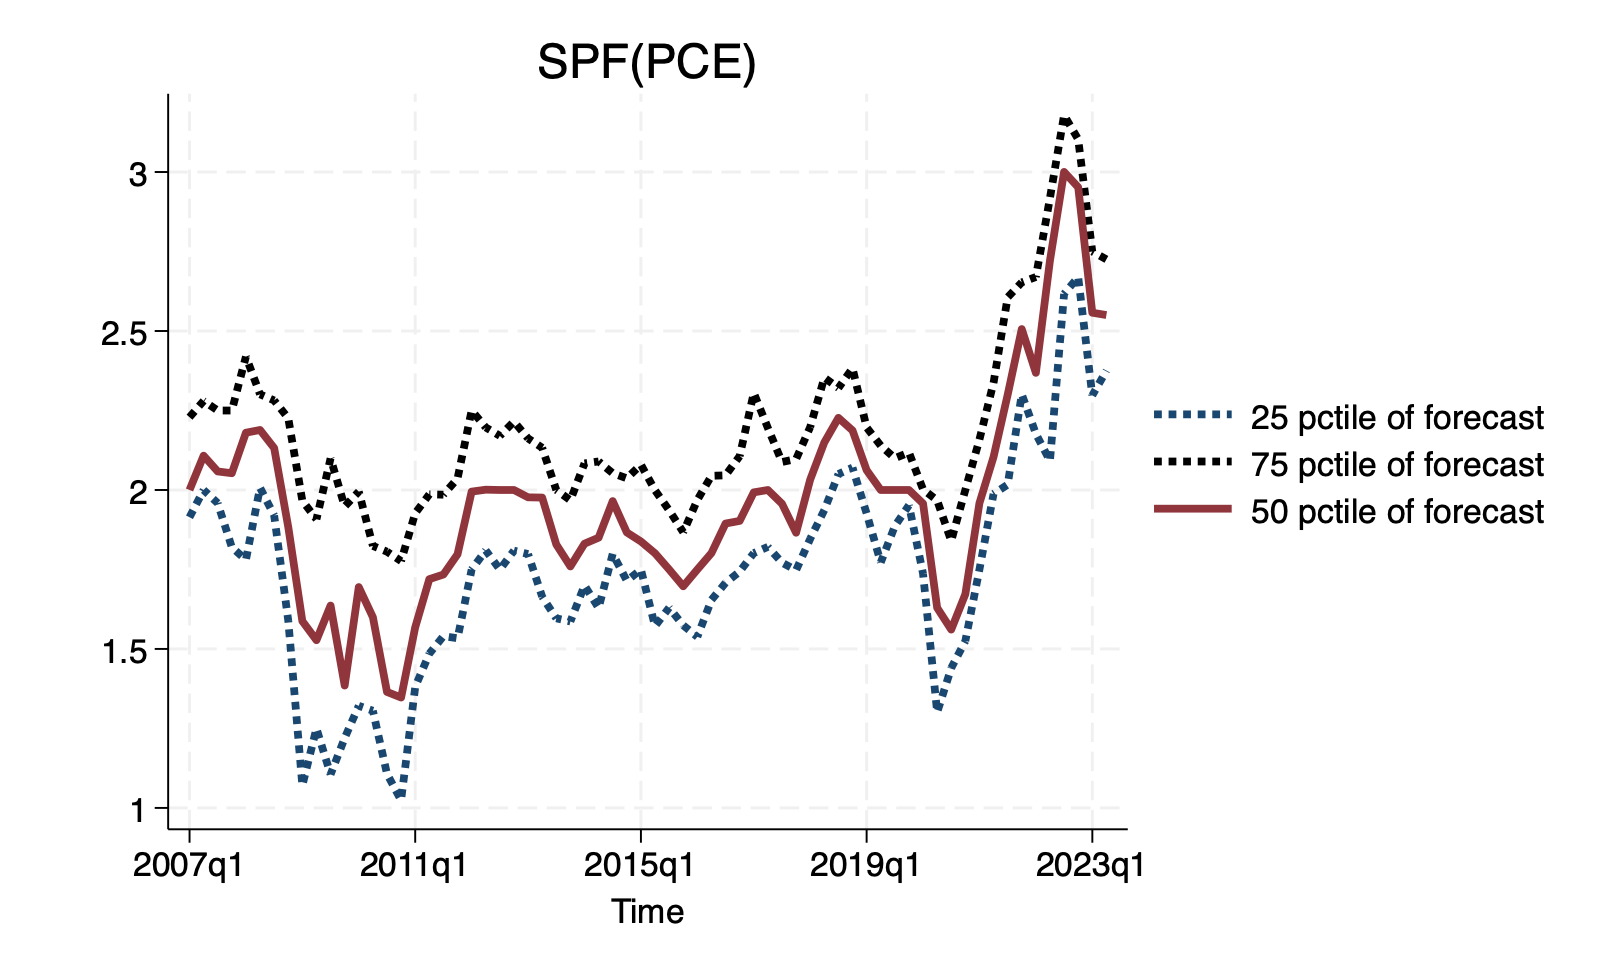 SPF(PCE)
3
2.5
2
1.5
1
2007q1 2011q1 2015q1 2019q1 2023q1
Time
25 pctile of forecast
75 pctile of forecast
50 pctile of forecast